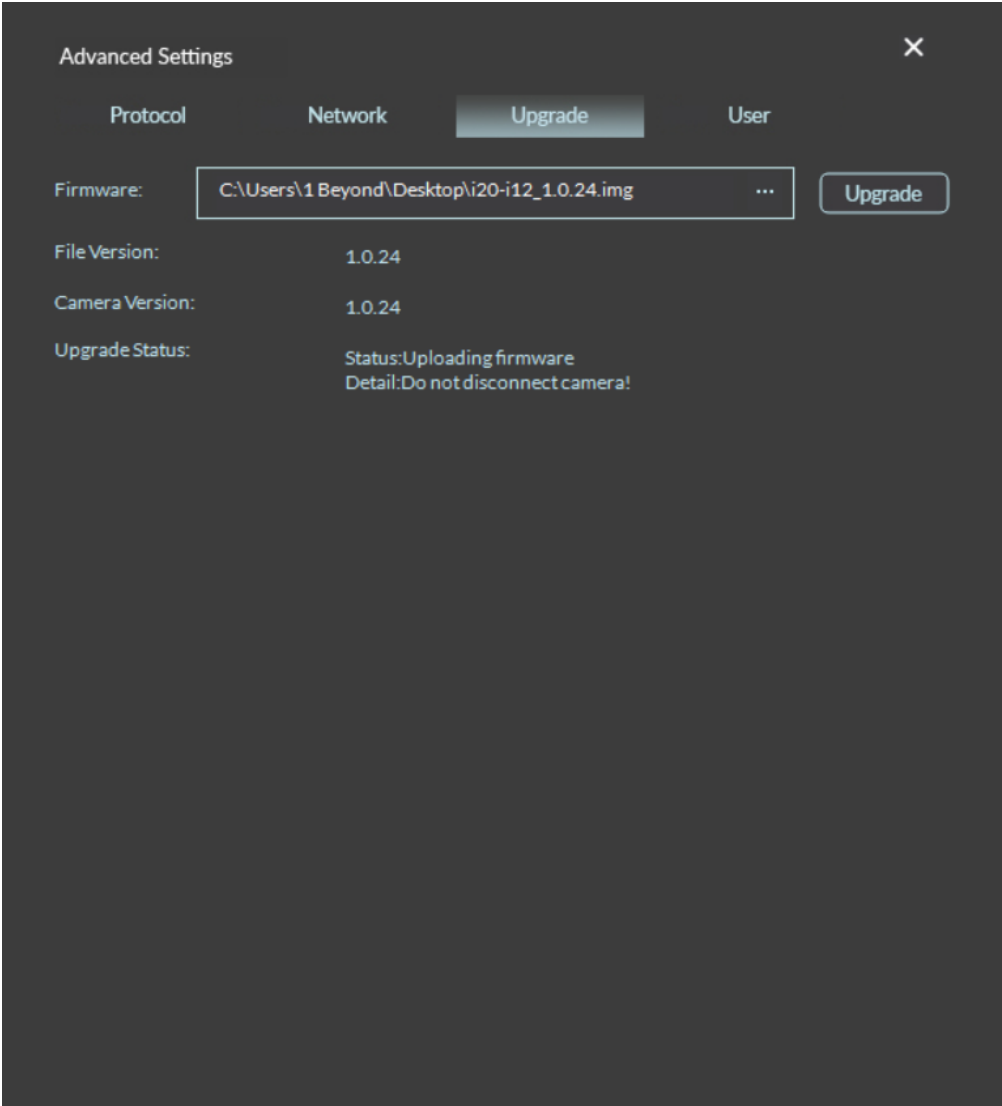 Advanced Settings
✕
Protocol Network Upgrade User
Firmware: C:\Users\1 Beyond\Desktop\i20-i12_1.0.24.img ... Upgrade
File Version: 1.0.24
Camera Version: 1.0.24
Upgrade Status: Status:Uploading firmware
Detail:Do not disconnect camera!